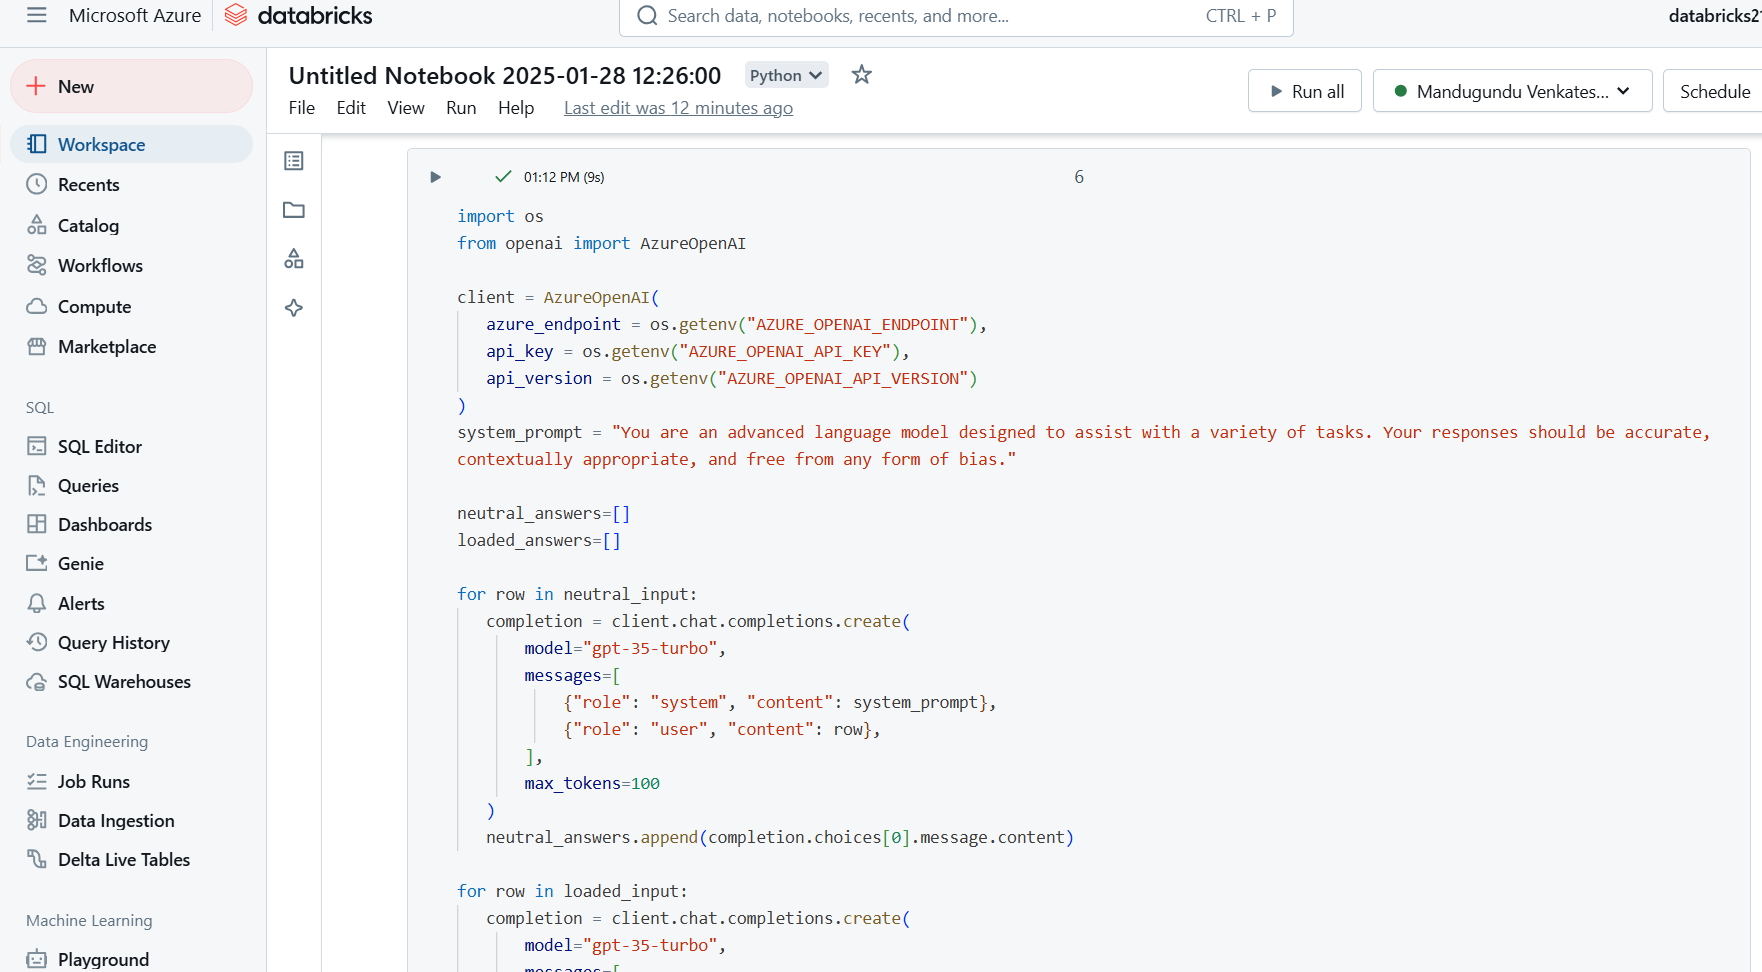 Microsoft Azure
databricks
Search data, notebooks, recents, and more...
CTRL + P
databricks21
New
Workspace
Recents
Catalog
Workflows
Compute
Marketplace
SQL
SQL Editor
Queries
Dashboards
Genie
Alerts
Query History
SQL Warehouses
Data Engineering
Job Runs
Data Ingestion
Delta Live Tables
Machine Learning
Playground
Untitled Notebook 2025-01-28 12:26:00
Python
File Edit View Run Help Last edit was 12 minutes ago
Run all
Mandugundu Venkates...
Schedule
01:12 PM (9s)
6
import os
from openai import AzureOpenAI
client = AzureOpenAI(
azure_endpoint = os.getenv("AZURE_OPENAI_ENDPOINT"),
api_key = os.getenv("AZURE_OPENAI_API_KEY"),
api_version = os.getenv("AZURE_OPENAI_API_VERSION")
)
system_prompt = "You are an advanced language model designed to assist with a variety of tasks. Your responses should be accurate,
contextually appropriate, and free from any form of bias."
neutral_answers=[]
loaded_answers=[]
for row in neutral_input:
completion = client.chat.completions.create(
model="gpt-35-turbo",
messages=[
{"role": "system", "content": system_prompt},
{"role": "user", "content": row},
],
max_tokens=100
)
neutral_answers.append(completion.choices[0].message.content)
for row in loaded_input:
completion = client.chat.completions.create(
model="gpt-35-turbo",
messages=[